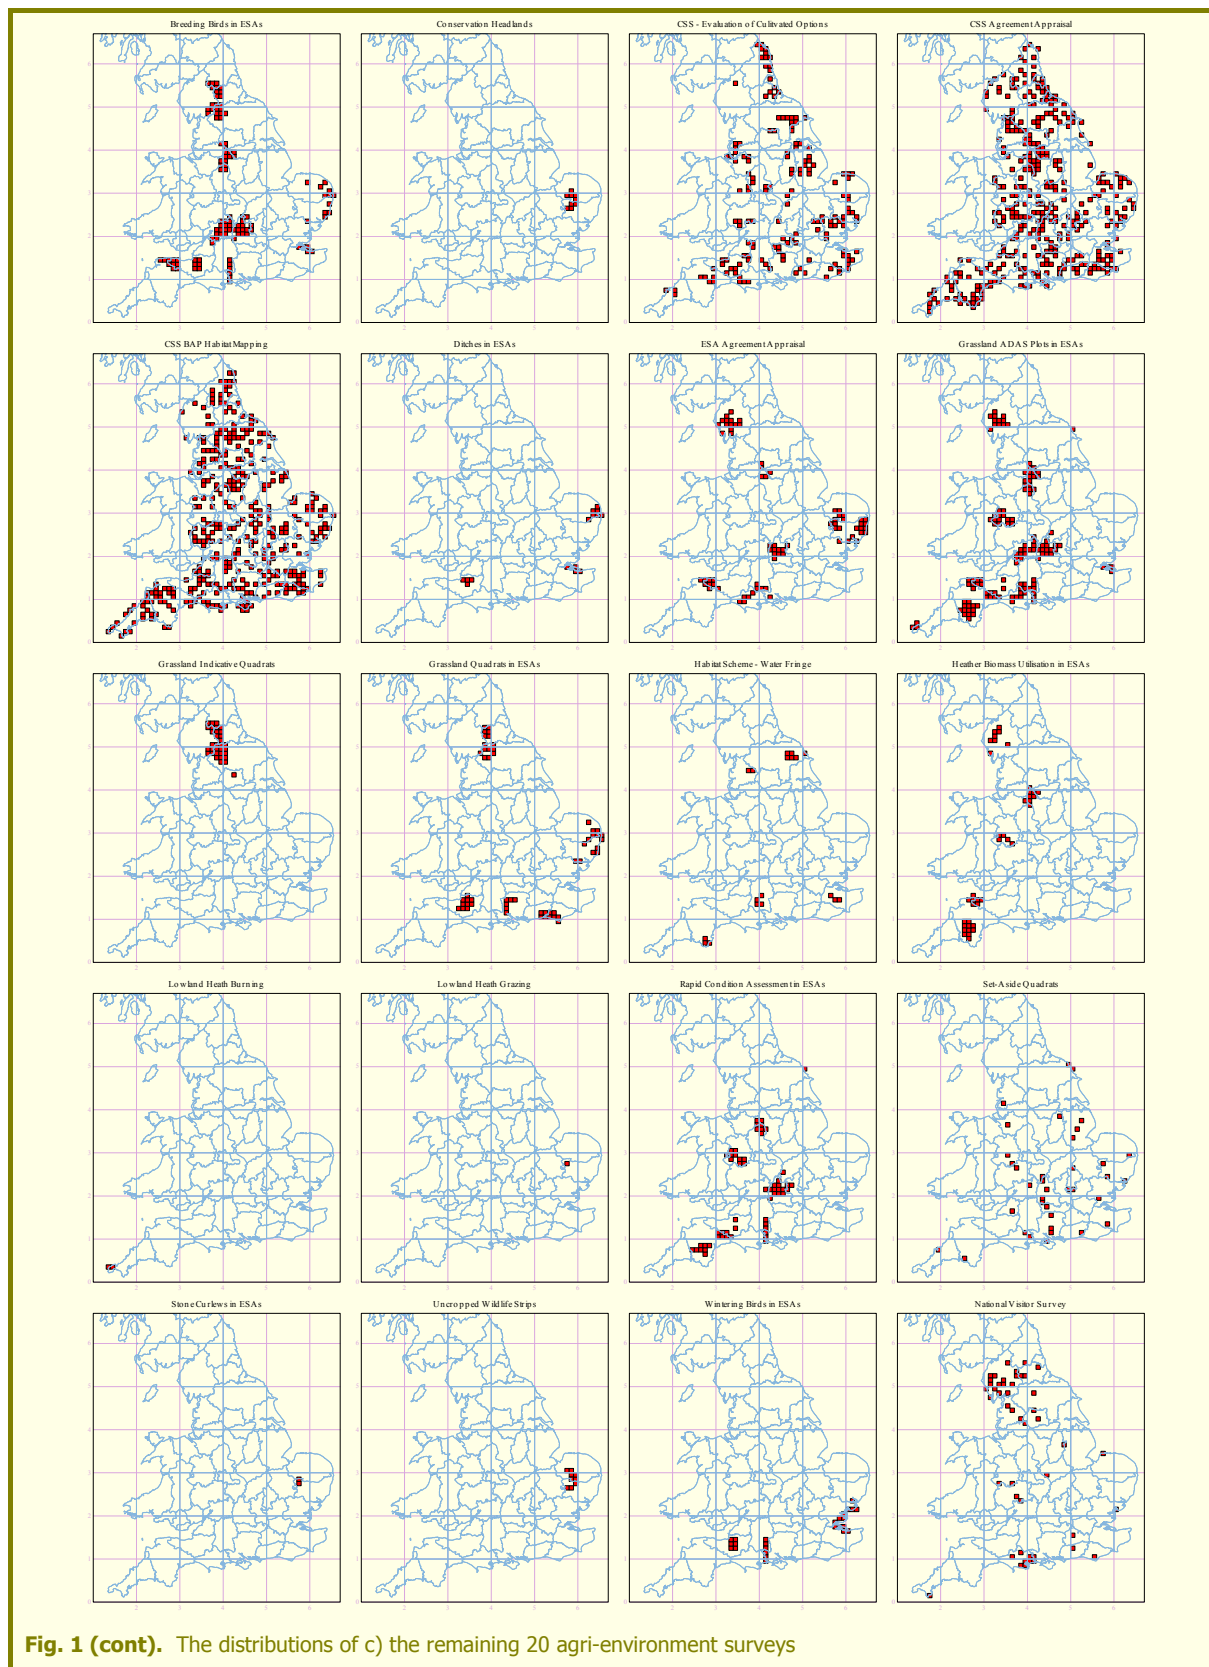 Breeding Birds in ESAs
Conservation Headlands
CSS - Evaluation of Cultivated Options
CSS Agreement Appraisal
CSS BAP Habitat Mapping
Ditches in ESAs
ESA Agreement Appraisal
Grassland ADAS Plots in ESAs
Grassland Indicative Quadrats
Grassland Quadrats in ESAs
Habitat Scheme - Water Fringe
Heather Biomass Utilisation in ESAs
Lowland Heath Burning
Lowland Heath Grazing
Rapid Condition Assessment in ESAs
Set-Aside Quadrats
Stone Curlews in ESAs
Uncropped Wildlife Strips
Wintering Birds in ESAs
National Visitor Survey
Fig. 1 (cont). The distributions of c) the remaining 20 agri-environment surveys